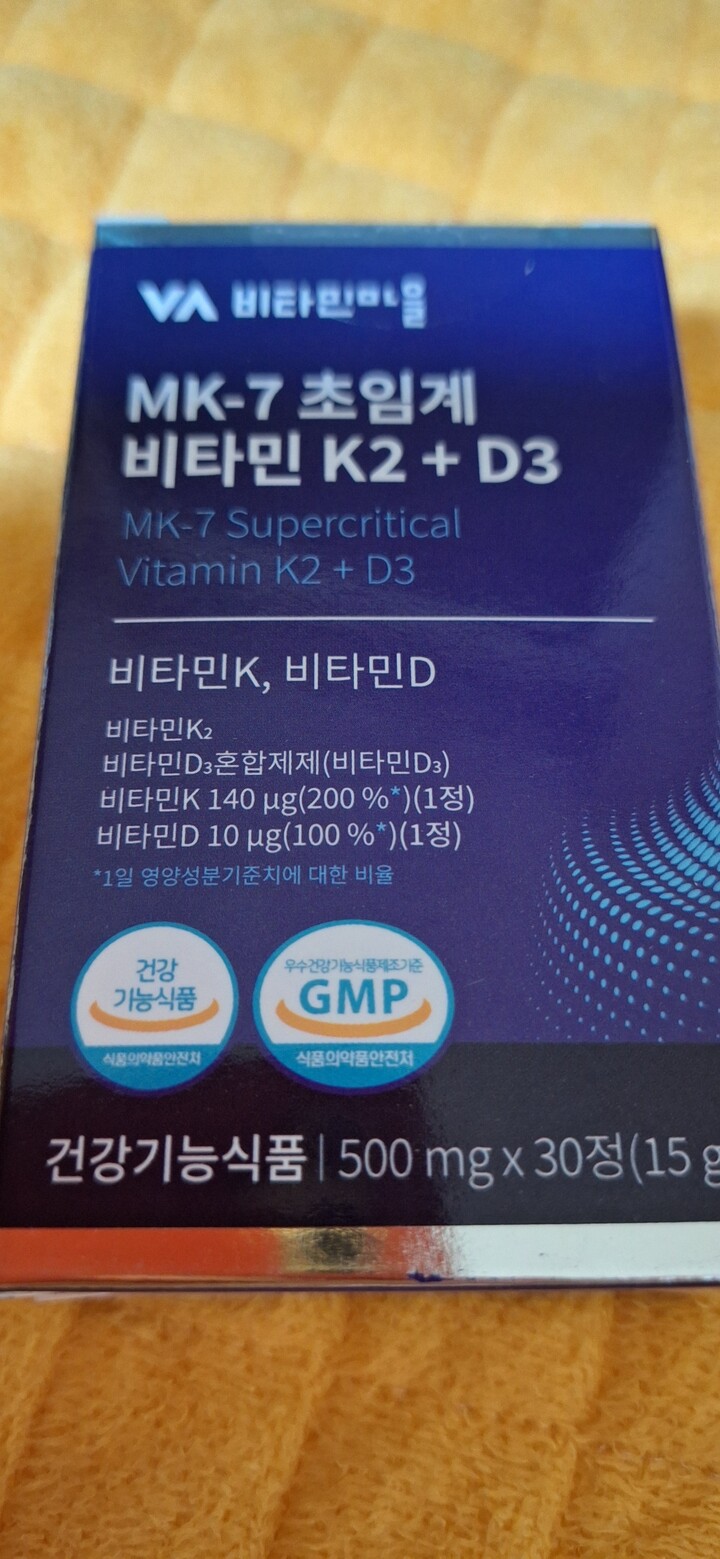 VA 비타민마을
MK-7 초임계
비타민 K2 + D3
MK-7 Supercritical
Vitamin K2 + D3
비타민K, 비타민D
비타민K₂
비타민D₃혼합제제(비타민D₃)
비타민K 140 µg(200 %*)(1정)
비타민D 10 µg(100 %*)(1정)
*1일 영양성분기준치에 대한 비율
건강
기능식품
식품의약품안전처
우수건강기능식품제조기준
GMP
식품의약품안전처
건강기능식품 | 500 mg x 30정(15 g